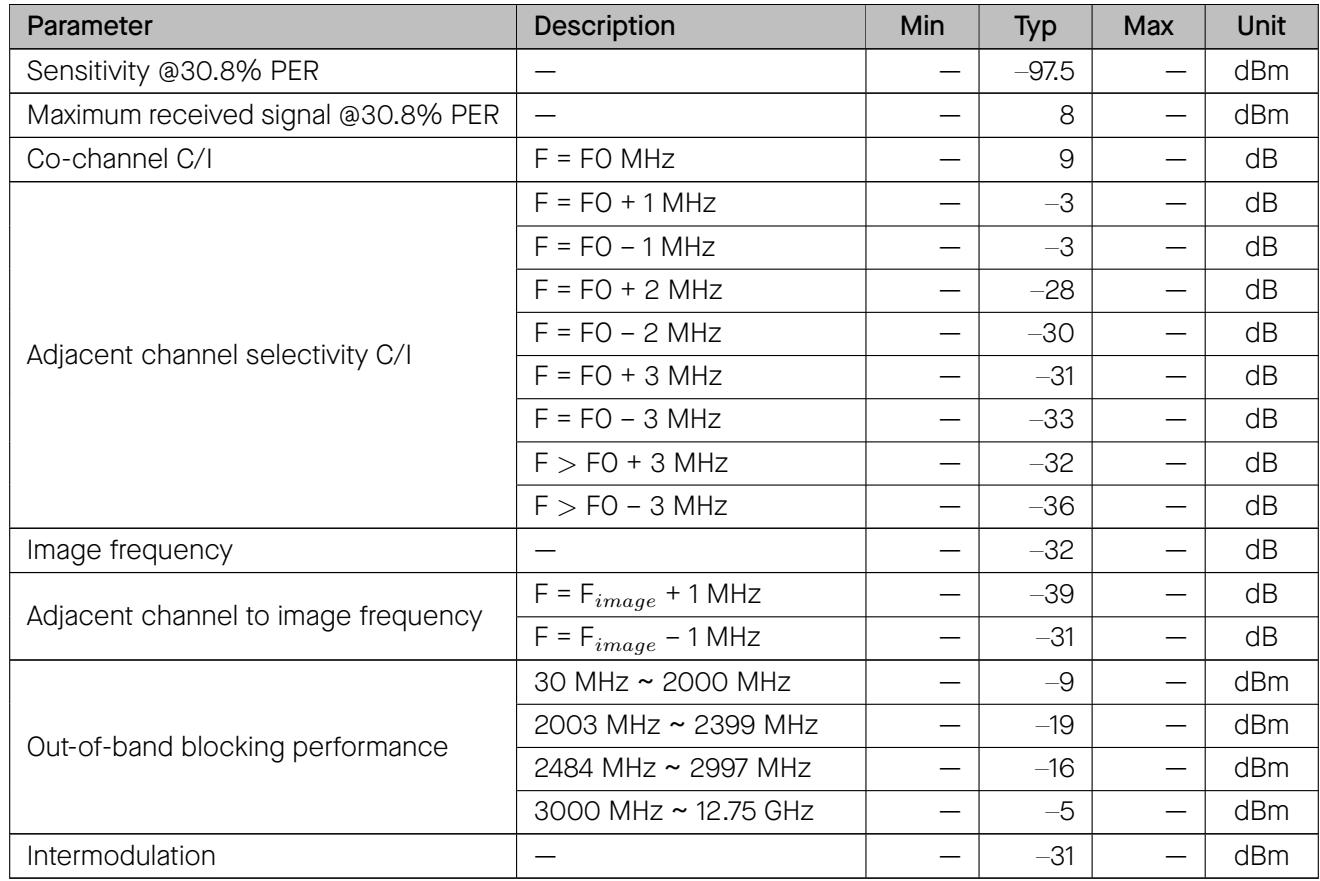 Parameter Description Min Typ Max Unit
Sensitivity @30.8% PER — — –97.5 — dBm
Maximum received signal @30.8% PER — — 8 — dBm
Co-channel C/I F = F0 MHz — 9 — dB
Adjacent channel selectivity C/I F = F0 + 1 MHz — –3 — dB
F = F0 – 1 MHz — –3 — dB
F = F0 + 2 MHz — –28 — dB
F = F0 – 2 MHz — –30 — dB
F = F0 + 3 MHz — –31 — dB
F = F0 – 3 MHz — –33 — dB
F > F0 + 3 MHz — –32 — dB
F > F0 – 3 MHz — –36 — dB
Image frequency — — –32 — dB
Adjacent channel to image frequency F = Fimage + 1 MHz — –39 — dB
F = Fimage – 1 MHz — –31 — dB
Out-of-band blocking performance 30 MHz ~ 2000 MHz — –9 — dBm
2003 MHz ~ 2399 MHz — –19 — dBm
2484 MHz ~ 2997 MHz — –16 — dBm
3000 MHz ~ 12.75 GHz — –5 — dBm
Intermodulation — — –31 — dBm